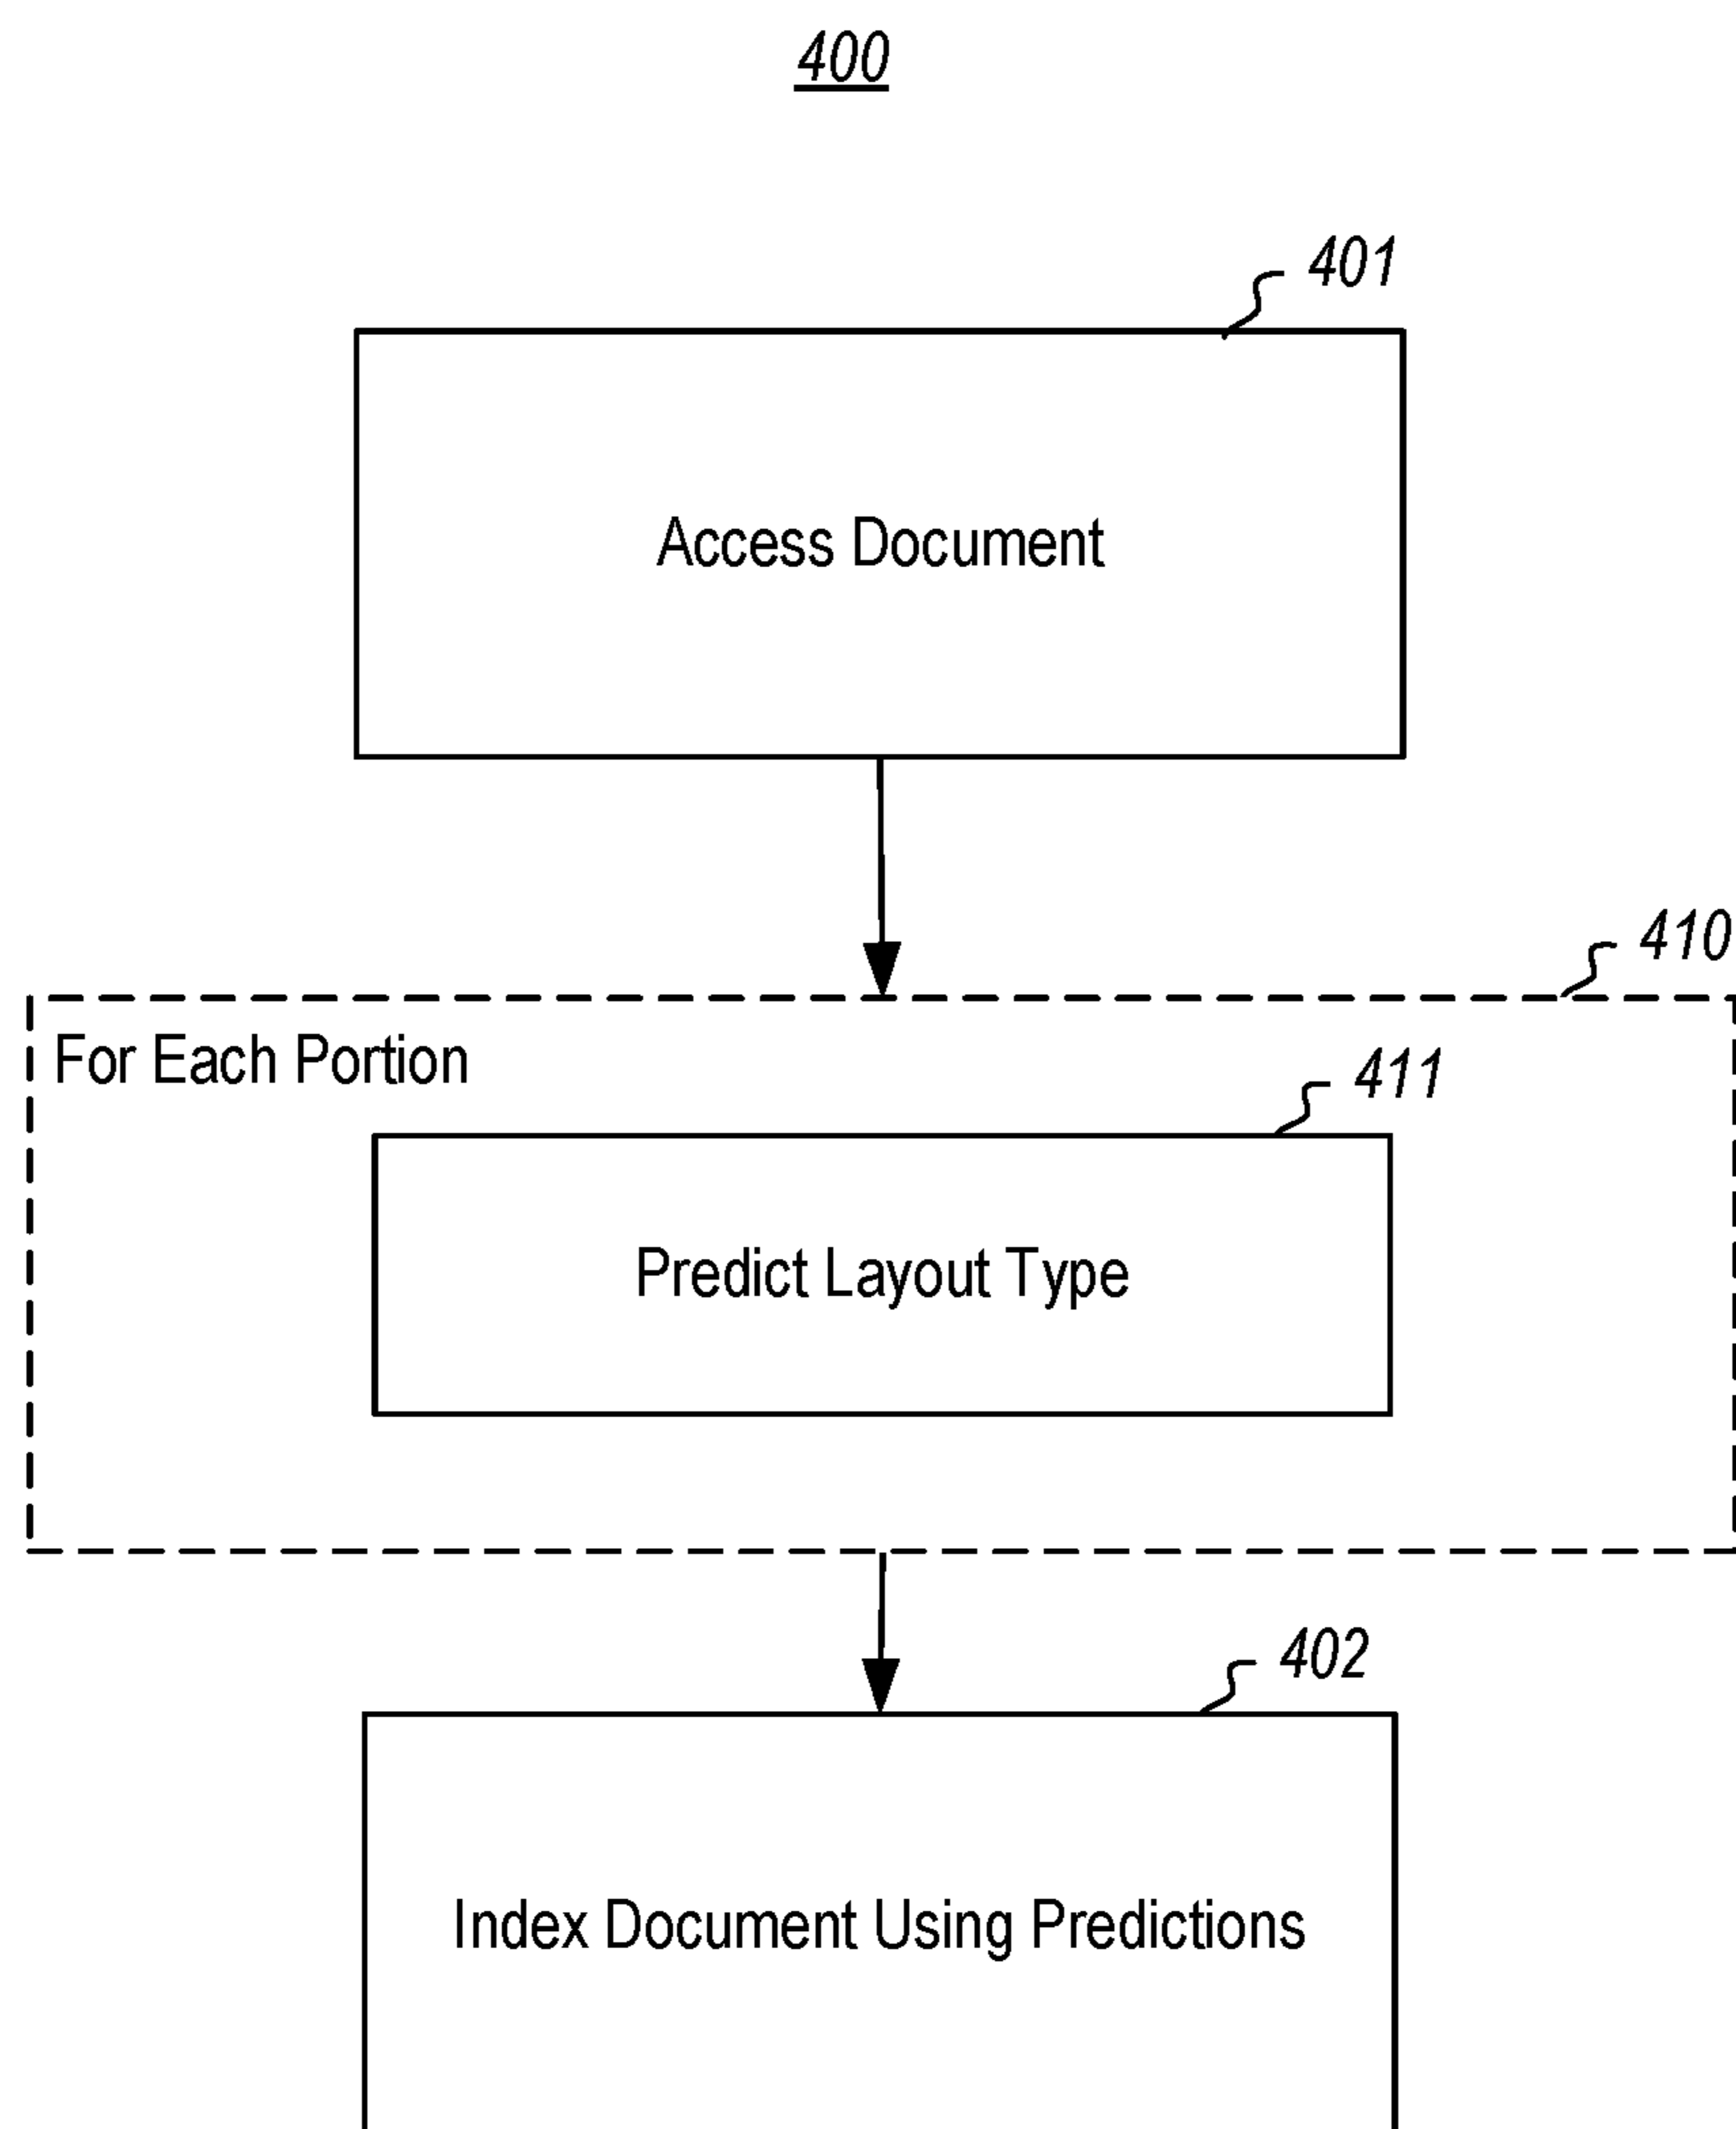 400
401
Access Document
410
For Each Portion
411
Predict Layout Type
402
Index Document Using Predictions